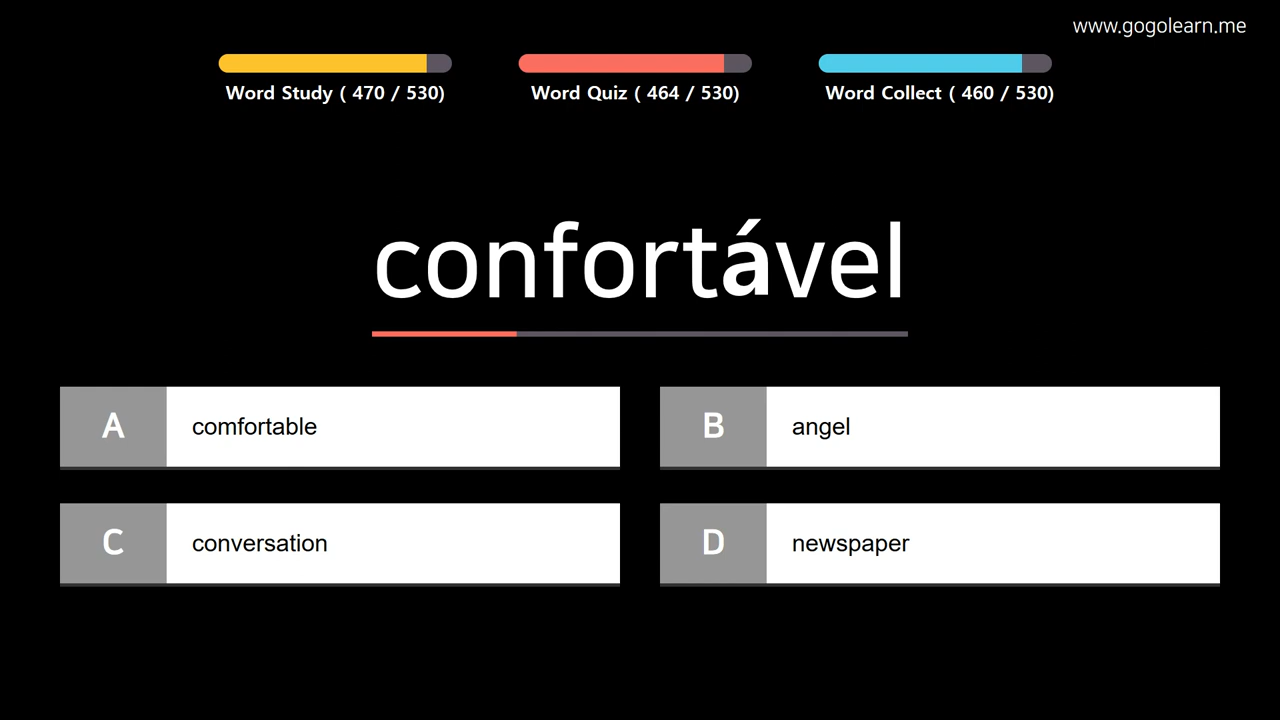 www.gogolearn.me
Word Study ( 470 / 530)
Word Quiz ( 464 / 530)
Word Collect ( 460 / 530)
confortável
A comfortable
B angel
C conversation
D newspaper